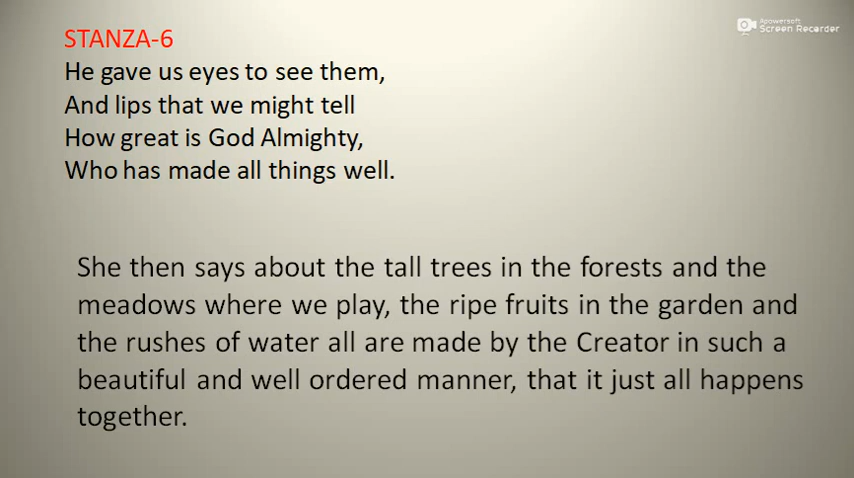 STANZA-6
He gave us eyes to see them,
And lips that we might tell
How great is God Almighty,
Who has made all things well.
She then says about the tall trees in the forests and the
meadows where we play, the ripe fruits in the garden and
the rushes of water all are made by the Creator in such a
beautiful and well ordered manner, that it just all happens
together.
Apowersoft
Screen Recorder